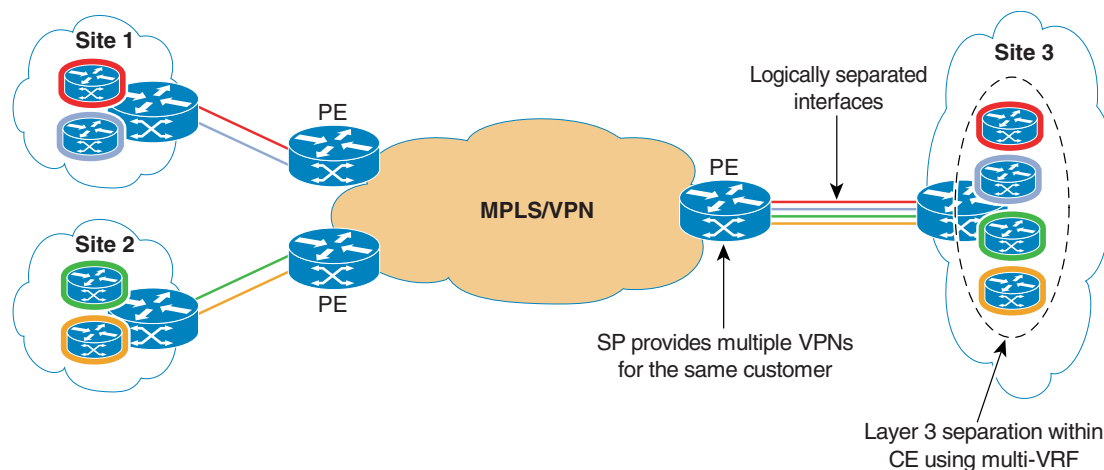 Site 1
Site 3
Logically separated
interfaces
PE
PE
MPLS/VPN
Site 2
PE
SP provides multiple VPNs
for the same customer
Layer 3 separation within
CE using multi-VRF